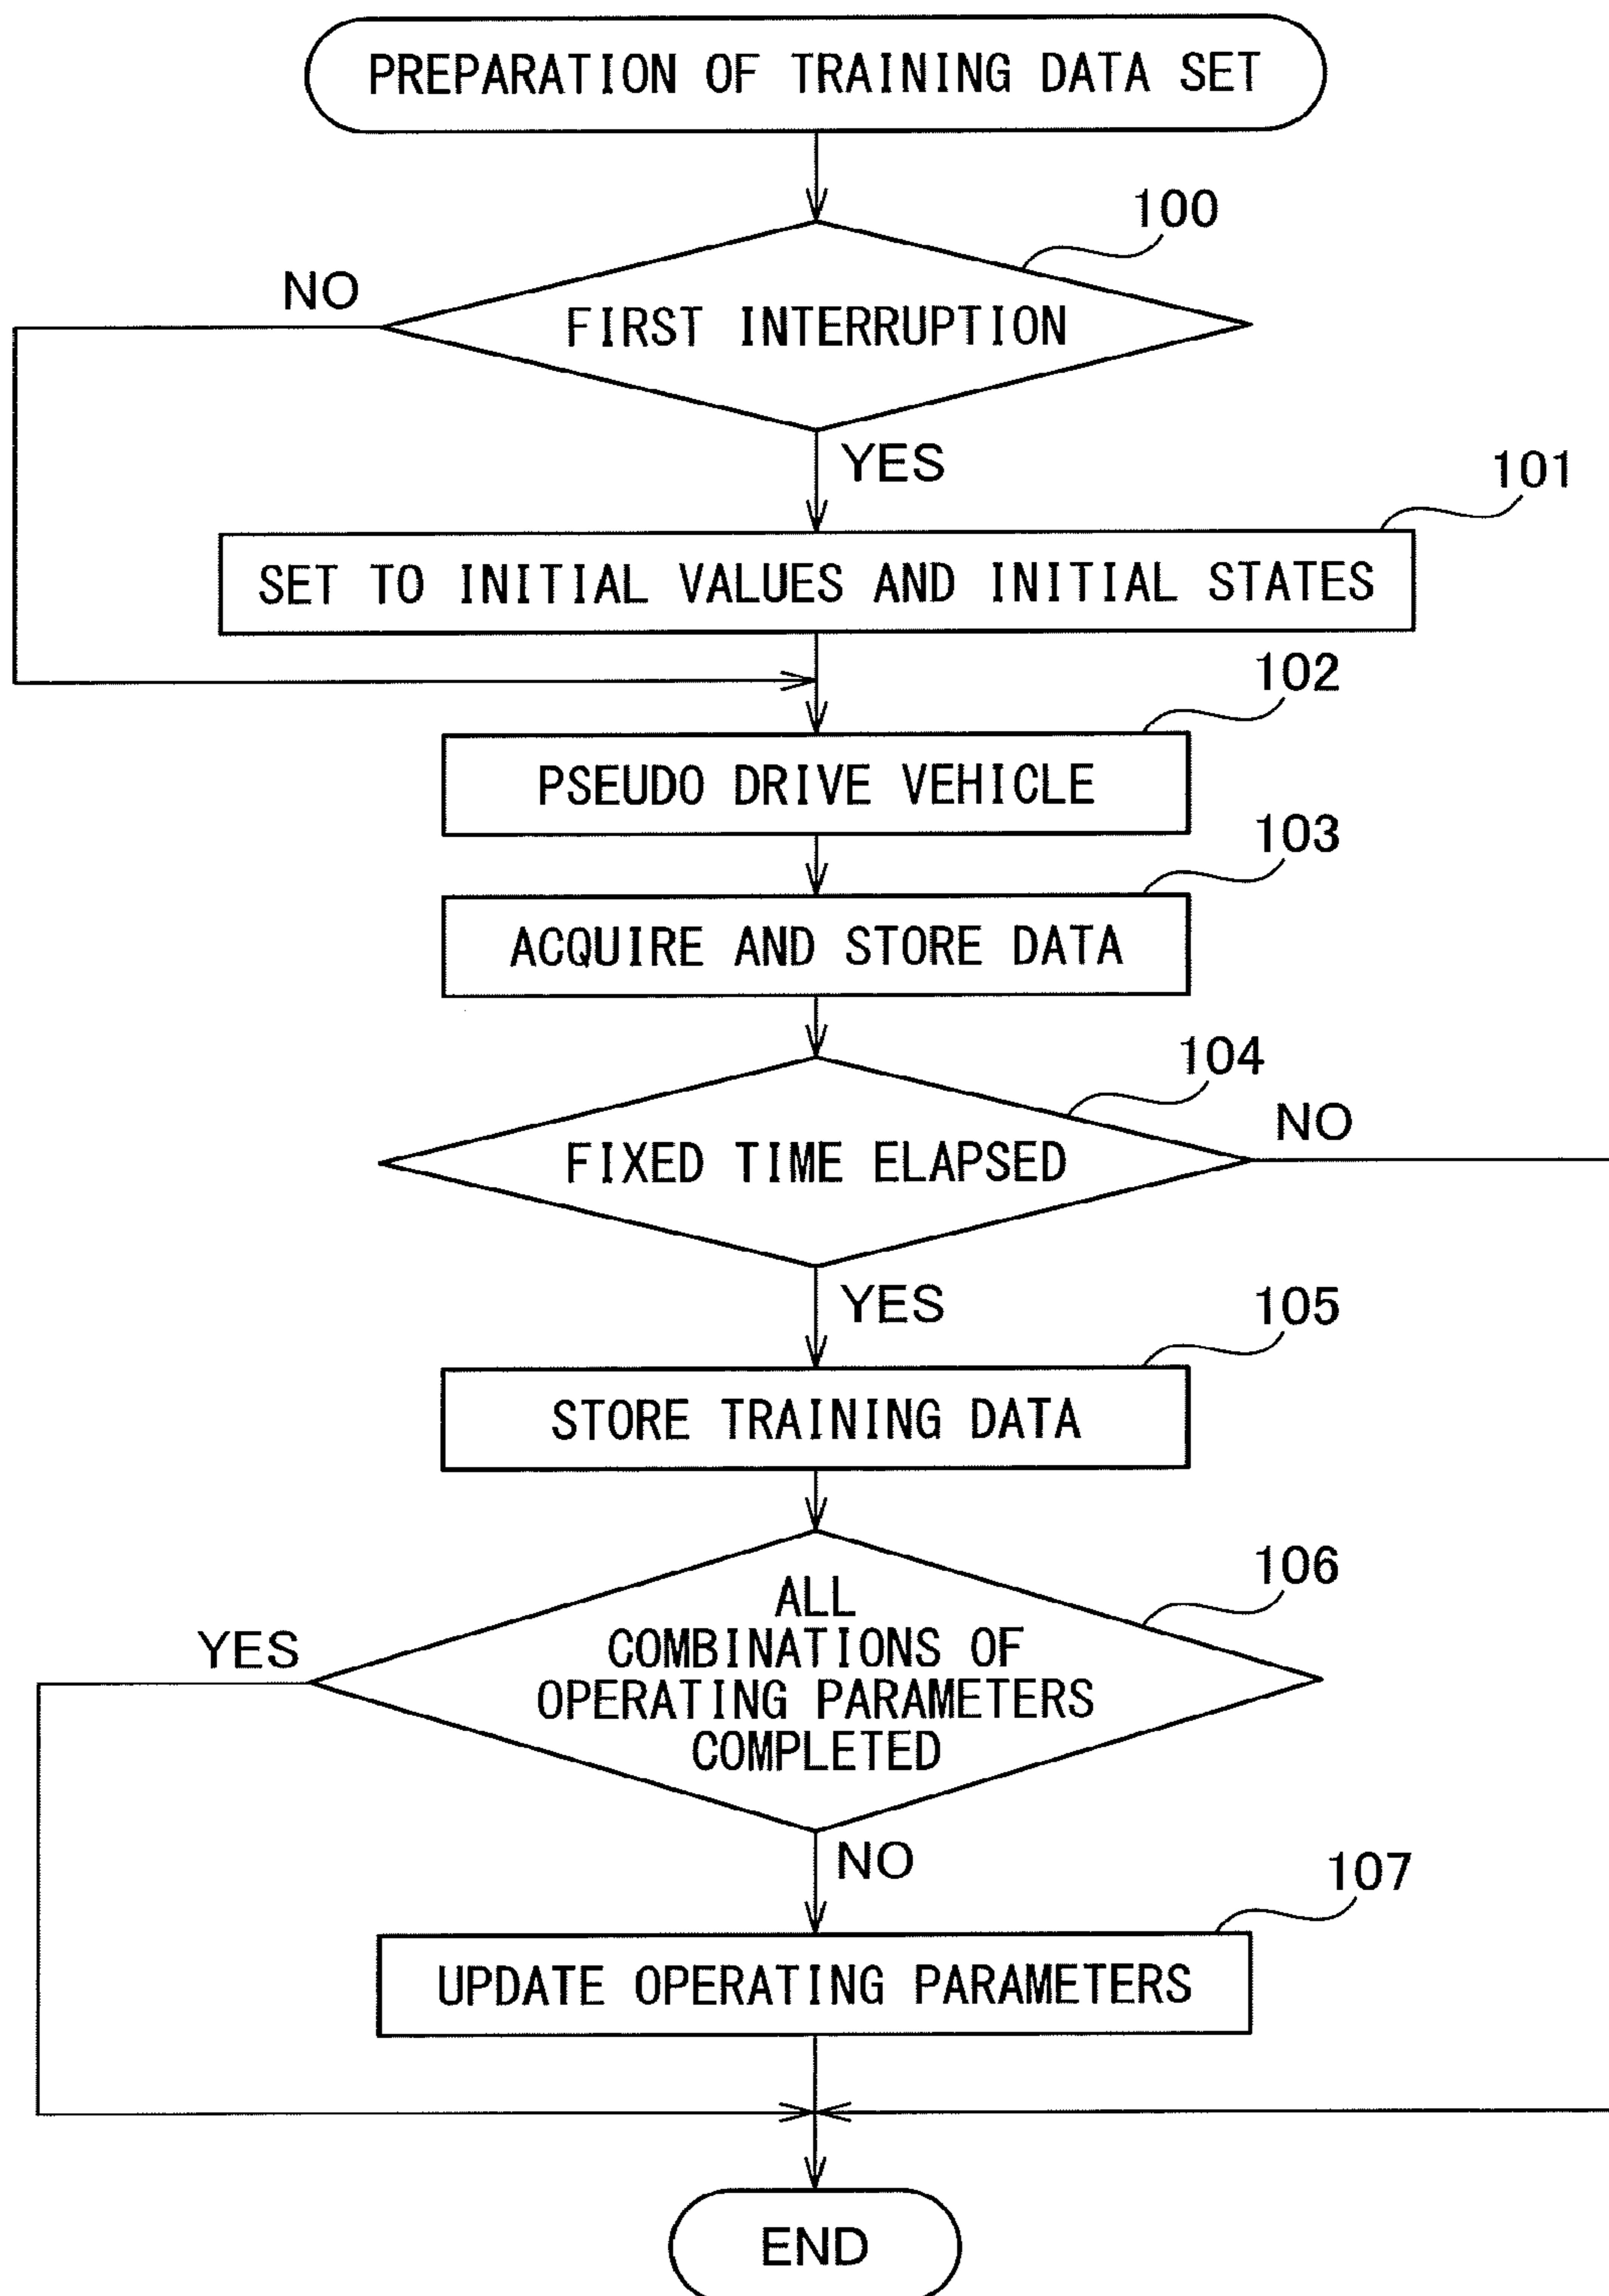 PREPARATION OF TRAINING DATA SET
100
NO
FIRST INTERRUPTION
YES
101
SET TO INITIAL VALUES AND INITIAL STATES
102
PSEUDO DRIVE VEHICLE
103
ACQUIRE AND STORE DATA
104
NO
FIXED TIME ELAPSED
YES
105
STORE TRAINING DATA
106
ALL
YES
COMBINATIONS OF
OPERATING PARAMETERS
COMPLETED
NO
107
UPDATE OPERATING PARAMETERS
END